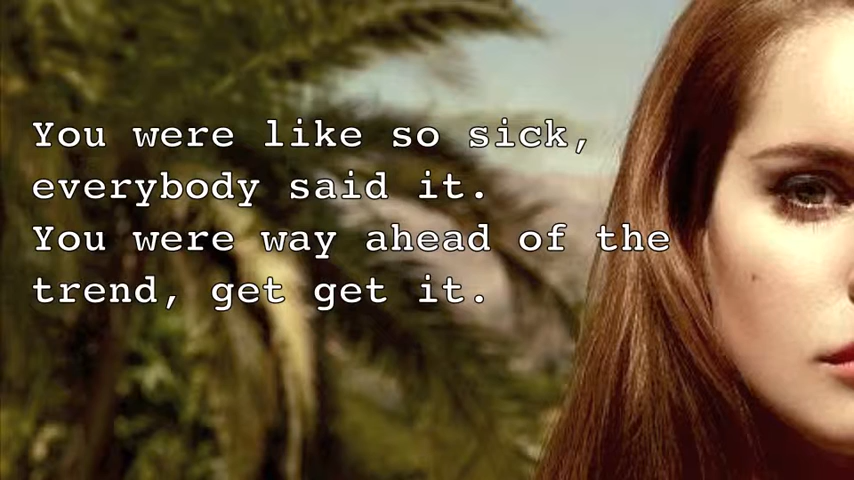 You were like so sick,
everybody said it.
You were way ahead of the
trend, get get it.